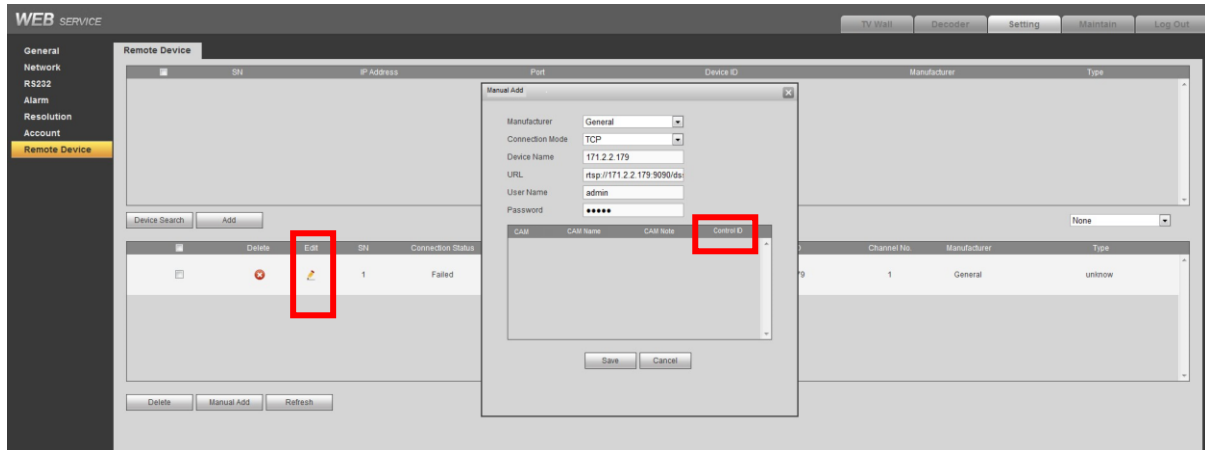 WEB SERVICE
TV Wall Decoder Setting Maintain Log Out
General
Network
RS232
Alarm
Resolution
Account
Remote Device
Remote Device
SN IP Address Port Device ID Manufacturer Type
Manual Add
Manufacturer General
Connection Mode TCP
Device Name 171.2.2.179
URL rtsp://171.2.2.179:9090/ds
User Name admin
Password •••••
CAM CAM Name CAM Note Control ID
Save Cancel
Device Search Add None
Delete Edit SN Connection Status Channel No. Manufacturer Type
1 Failed 1 General unknow
Delete Manual Add Refresh